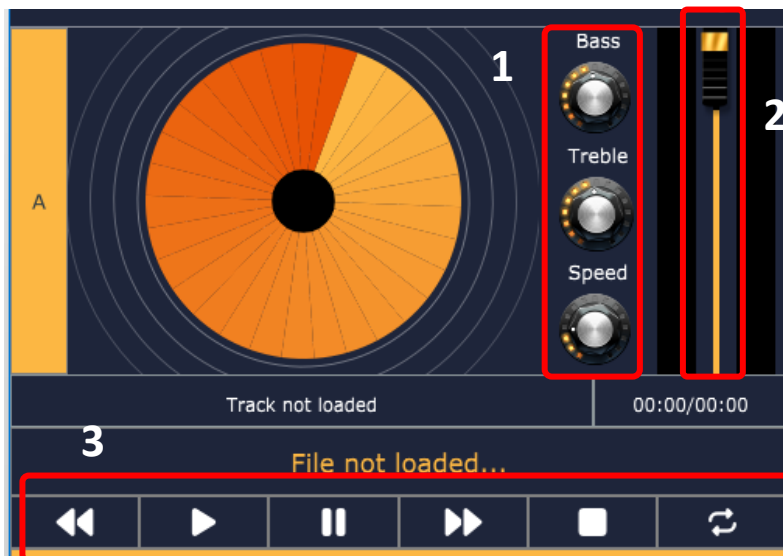 1
Bass
2
Treble
A
Speed
Track not loaded
00:00/00:00
3
File not loaded...